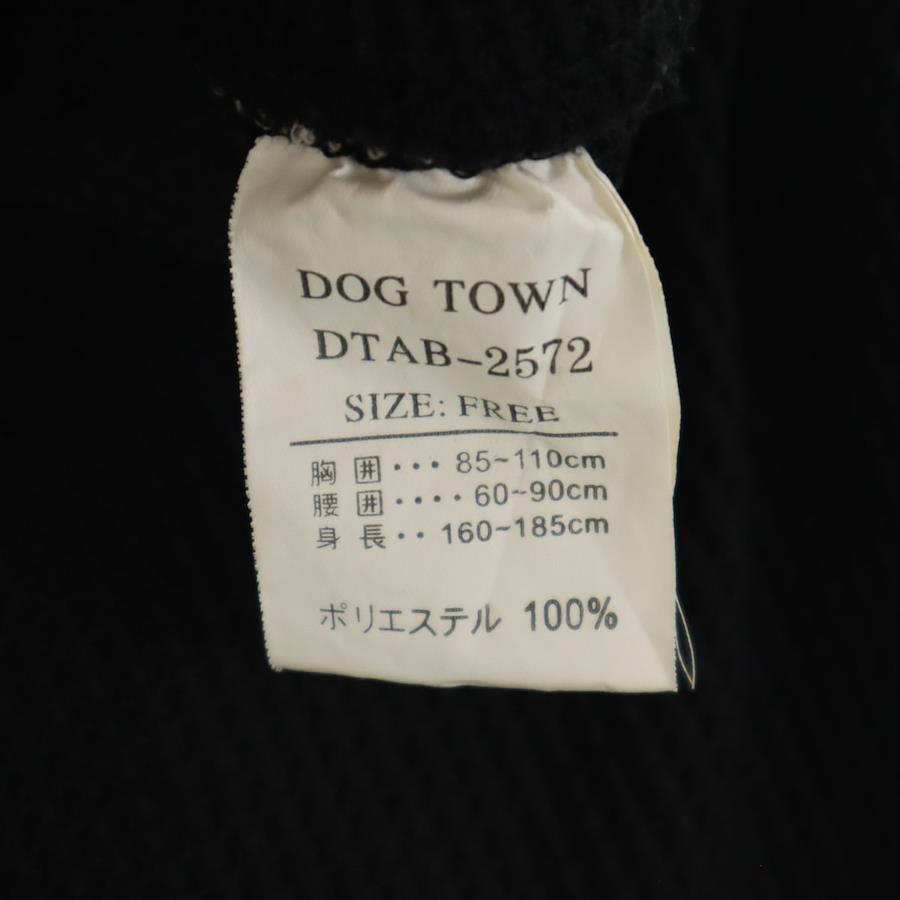 DOG TOWN
DTAB-2572
SIZE: FREE
胸 囲・・・ 85~110cm
腰 囲・・・・ 60~90cm
身 長・・ 160~185cm
ポリエステル 100%